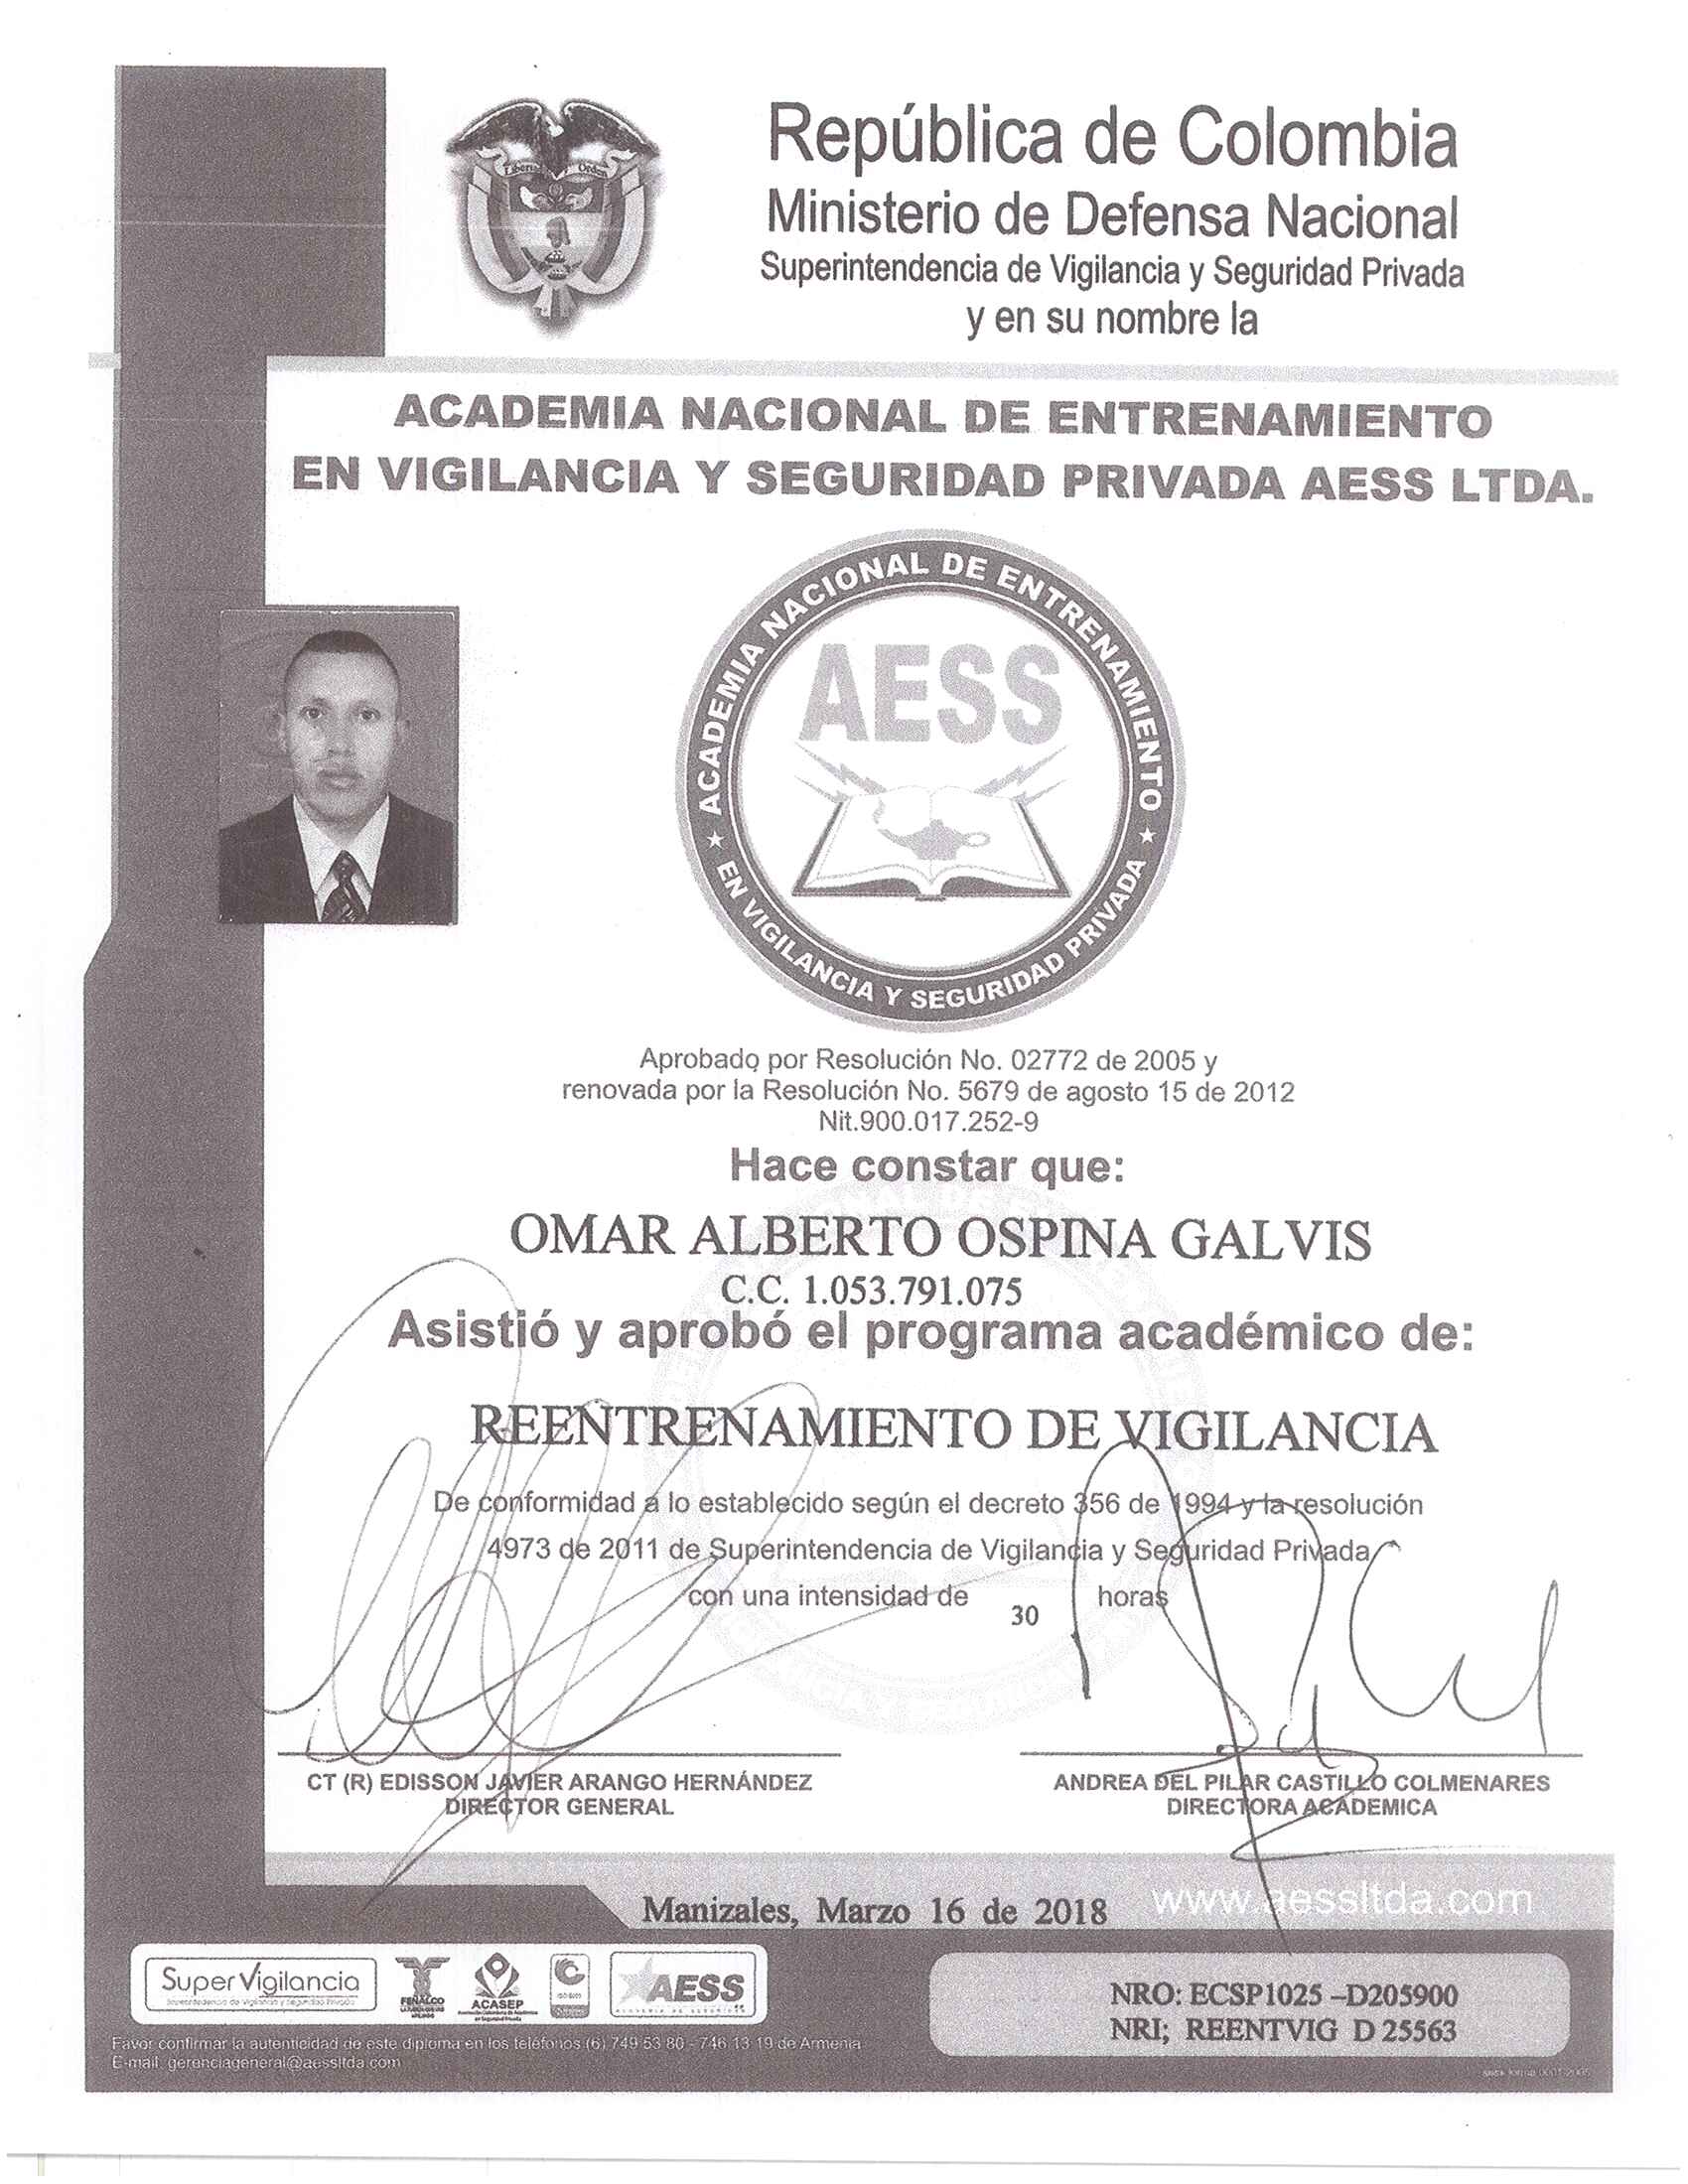 Libertad y Orden
República de Colombia
Ministerio de Defensa Nacional
Superintendencia de Vigilancia y Seguridad Privada
y en su nombre la
ACADEMIA NACIONAL DE ENTRENAMIENTO
EN VIGILANCIA Y SEGURIDAD PRIVADA AESS LTDA.
ACADEMIA NACIONAL DE ENTRENAMIENTO
AESS
EN VIGILANCIA Y SEGURIDAD PRIVADA
Aprobado por Resolución No. 02772 de 2005 y
renovada por la Resolución No. 5679 de agosto 15 de 2012
Nit.900.017.252-9
Hace constar que:
OMAR ALBERTO OSPINA GALVIS
C.C. 1.053.791.075
Asistió y aprobó el programa académico de:
REENTRENAMIENTO DE VIGILANCIA
De conformidad a lo establecido según el decreto 356 de 1994 y la resolución
4973 de 2011 de Superintendencia de Vigilancia y Seguridad Privada
con una intensidad de 30 horas
CT (R) EDISSON JAVIER ARANGO HERNÁNDEZ
DIRECTOR GENERAL
ANDREA DEL PILAR CASTILLO COLMENARES
DIRECTORA ACADEMICA
Manizales, Marzo 16 de 2018
www.aessltda.com
SuperVigilancia
Superintendencia de Vigilancia y Seguridad Privada
FENALCO
ACASEP
AESS
NRO: ECSP1025 –D205900
NRI; REENTVIG D 25563
Favor confirmar la autenticidad de este diploma en los teléfonos (6) 749 53 80 - 746 13 19 de Armenia
E-mail: gerenciageneral@aessltda.com